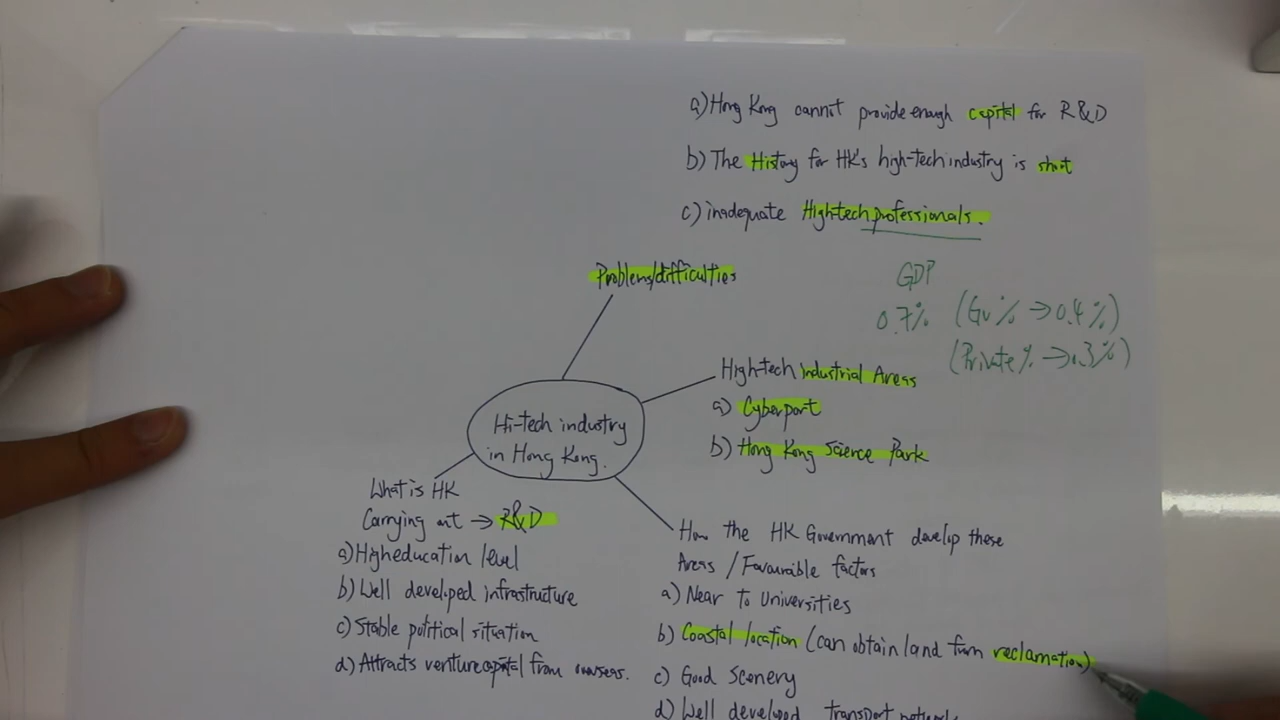 a) Hong Kong cannot provide enough capital for R&D
b) The History for HK's high-tech industry is short
c) inadequate High-tech professionals.
Problems/difficulties
GDP
0.7% (Gv% → 0.4%)
(Private% → 0.3%)
High-tech industrial Areas
a) Cyberport
b) Hong Kong Science Park
Hi-tech industry
in Hong Kong.
What is HK
Carrying out → R&D
a) High education level
b) Well developed infrastructure
c) Stable political situation
d) Attracts venture capital from overseas.
How the HK Government develop these
Areas / Favourable factors
a) Near to Universities
b) Coastal location (can obtain land from reclamation)
c) Good Scenery
d) Well developed transport network